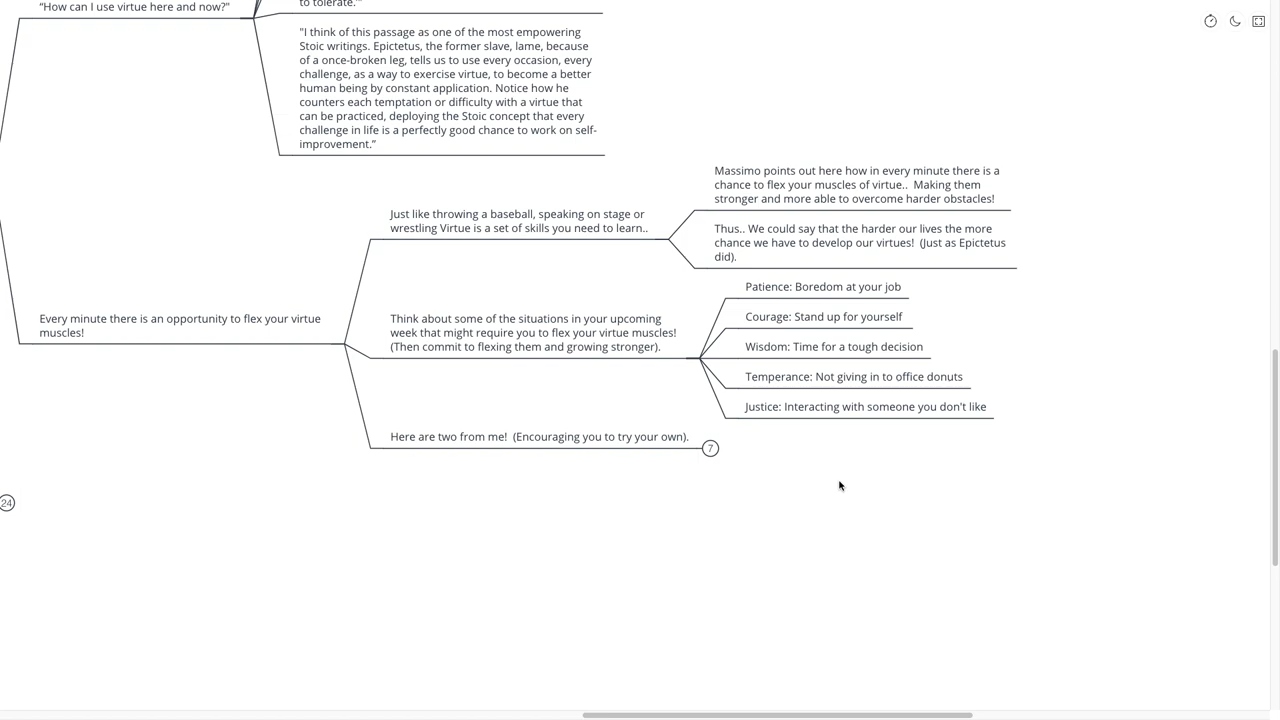 "How can I use virtue here and now?"
to tolerate.'"
"I think of this passage as one of the most empowering
Stoic writings. Epictetus, the former slave, lame, because
of a once-broken leg, tells us to use every occasion, every
challenge, as a way to exercise virtue, to become a better
human being by constant application. Notice how he
counters each temptation or difficulty with a virtue that
can be practiced, deploying the Stoic concept that every
challenge in life is a perfectly good chance to work on self-
improvement."
Massimo points out here how in every minute there is a
chance to flex your muscles of virtue..  Making them
stronger and more able to overcome harder obstacles!
Just like throwing a baseball, speaking on stage or
wrestling Virtue is a set of skills you need to learn..
Thus.. We could say that the harder our lives the more
chance we have to develop our virtues!  (Just as Epictetus
did).
Every minute there is an opportunity to flex your virtue
muscles!
Think about some of the situations in your upcoming
week that might require you to flex your virtue muscles!
(Then commit to flexing them and growing stronger).
Patience: Boredom at your job
Courage: Stand up for yourself
Wisdom: Time for a tough decision
Temperance: Not giving in to office donuts
Justice: Interacting with someone you don't like
Here are two from me!  (Encouraging you to try your own).
7
24